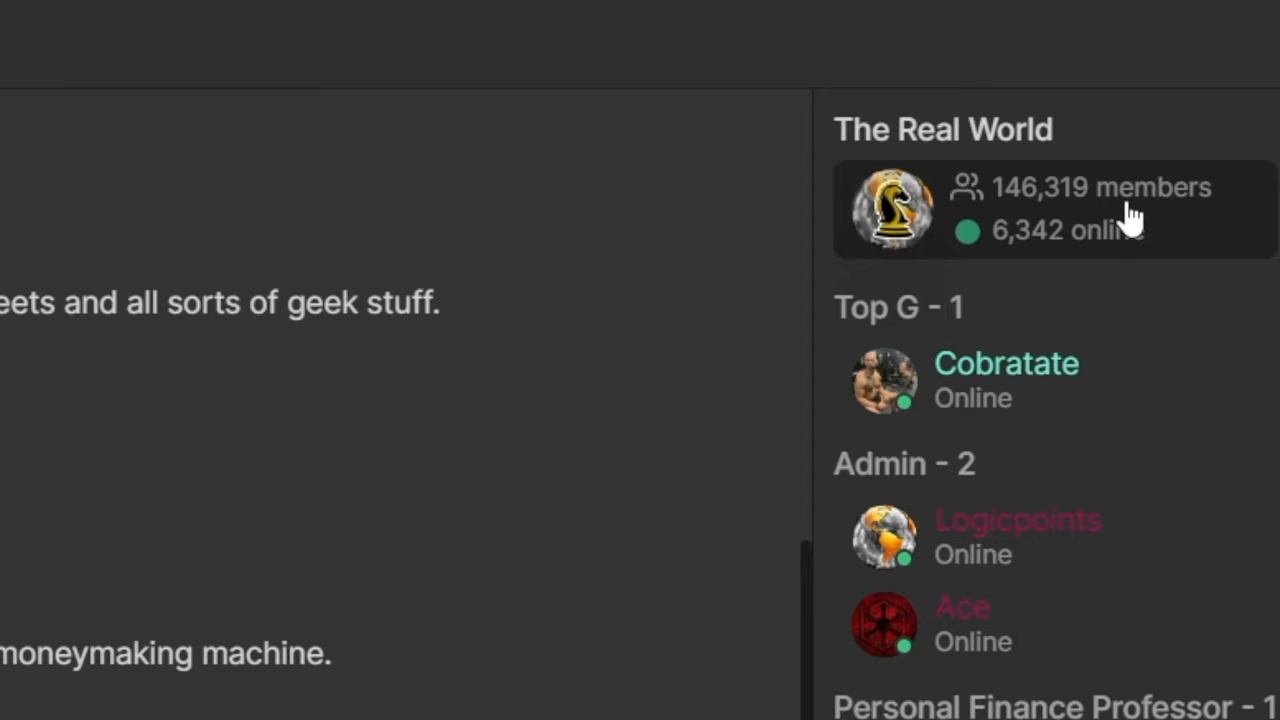 The Real World
146,319 members
6,342 online
eets and all sorts of geek stuff.
Top G - 1
Cobratate
Online
Admin - 2
Logicpoints
Online
Ace
Online
moneymaking machine.
Personal Finance Professor - 1